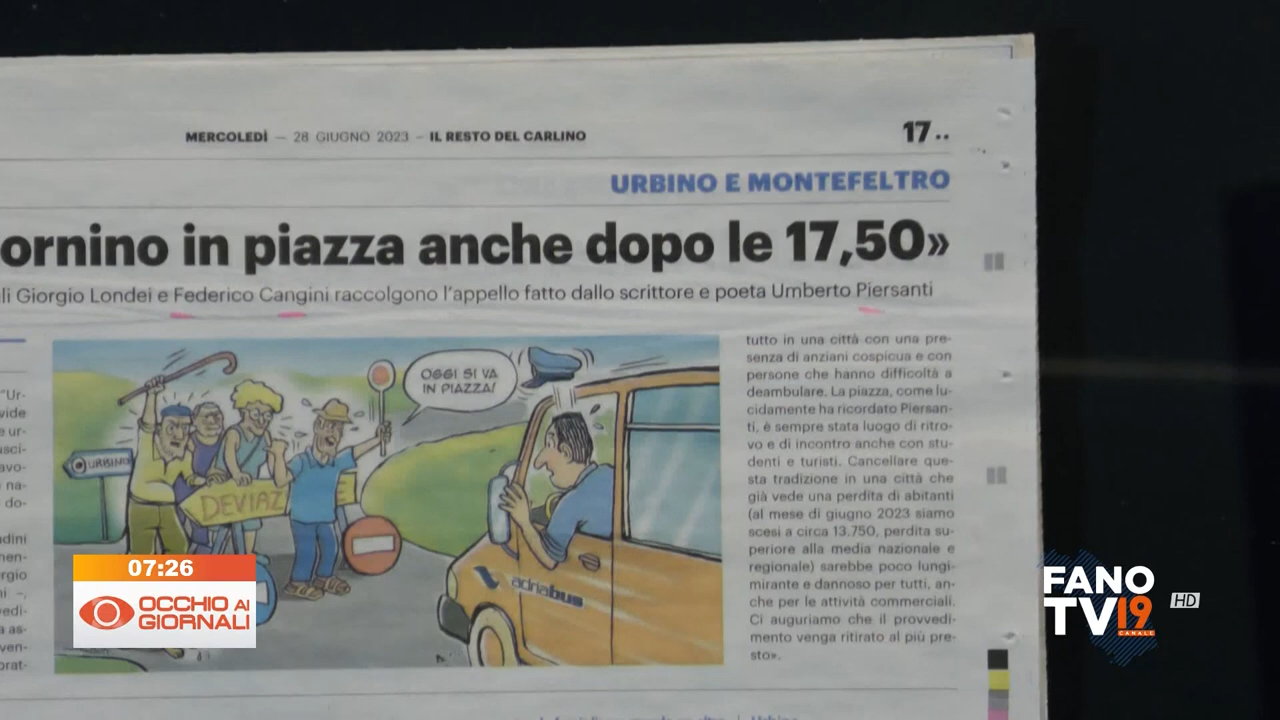 MERCOLEDÌ — 28 GIUGNO 2023 – IL RESTO DEL CARLINO
17 ..
URBINO E MONTEFELTRO
ornino in piazza anche dopo le 17,50»
li Giorgio Londei e Federico Cangini raccolgono l'appello fatto dallo scrittore e poeta Umberto Piersanti
OGGI SI VA
IN PIAZZA!
URBINO
DEVIAZ
adriabus
tutto in una città con una pre-
senza di anziani cospicua e con
persone che hanno difficoltà a
deambulare. La piazza, come lu-
cidamente ha ricordato Piersan-
ti, è sempre stata luogo di ritro-
vo e di incontro anche con stu-
denti e turisti. Cancellare que-
sta tradizione in una città che
già vede una perdita di abitanti
(al mese di giugno 2023 siamo
scesi a circa 13.750, perdita su-
periore alla media nazionale e
regionale) sarebbe poco lungi-
mirante e dannoso per tutti, an-
che per le attività commerciali.
Ci auguriamo che il provvedi-
mento venga ritirato al più pre-
sto».
07:26
OCCHIO AI
GIORNALI
FANO
TV19
CANALE
HD